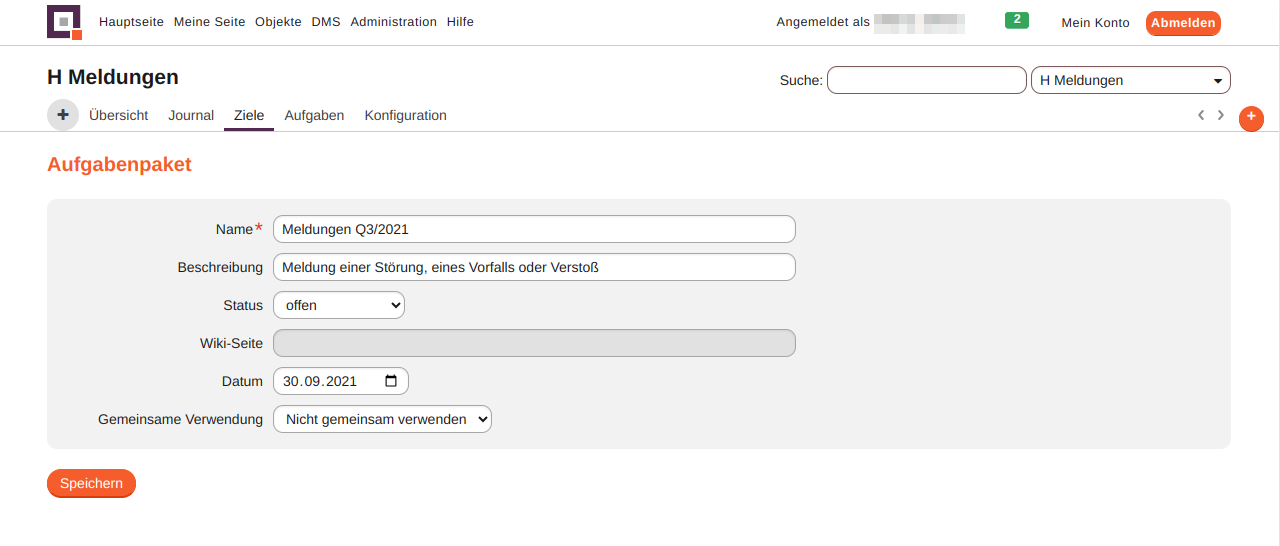 Hauptseite Meine Seite Objekte DMS Administration Hilfe Angemeldet als 2 Mein Konto Abmelden
H Meldungen Suche: H Meldungen
+ Übersicht Journal Ziele Aufgaben Konfiguration +
Aufgabenpaket
Name* Meldungen Q3/2021
Beschreibung Meldung einer Störung, eines Vorfalls oder Verstoß
Status offen
Wiki-Seite
Datum 30.09.2021
Gemeinsame Verwendung Nicht gemeinsam verwenden
Speichern